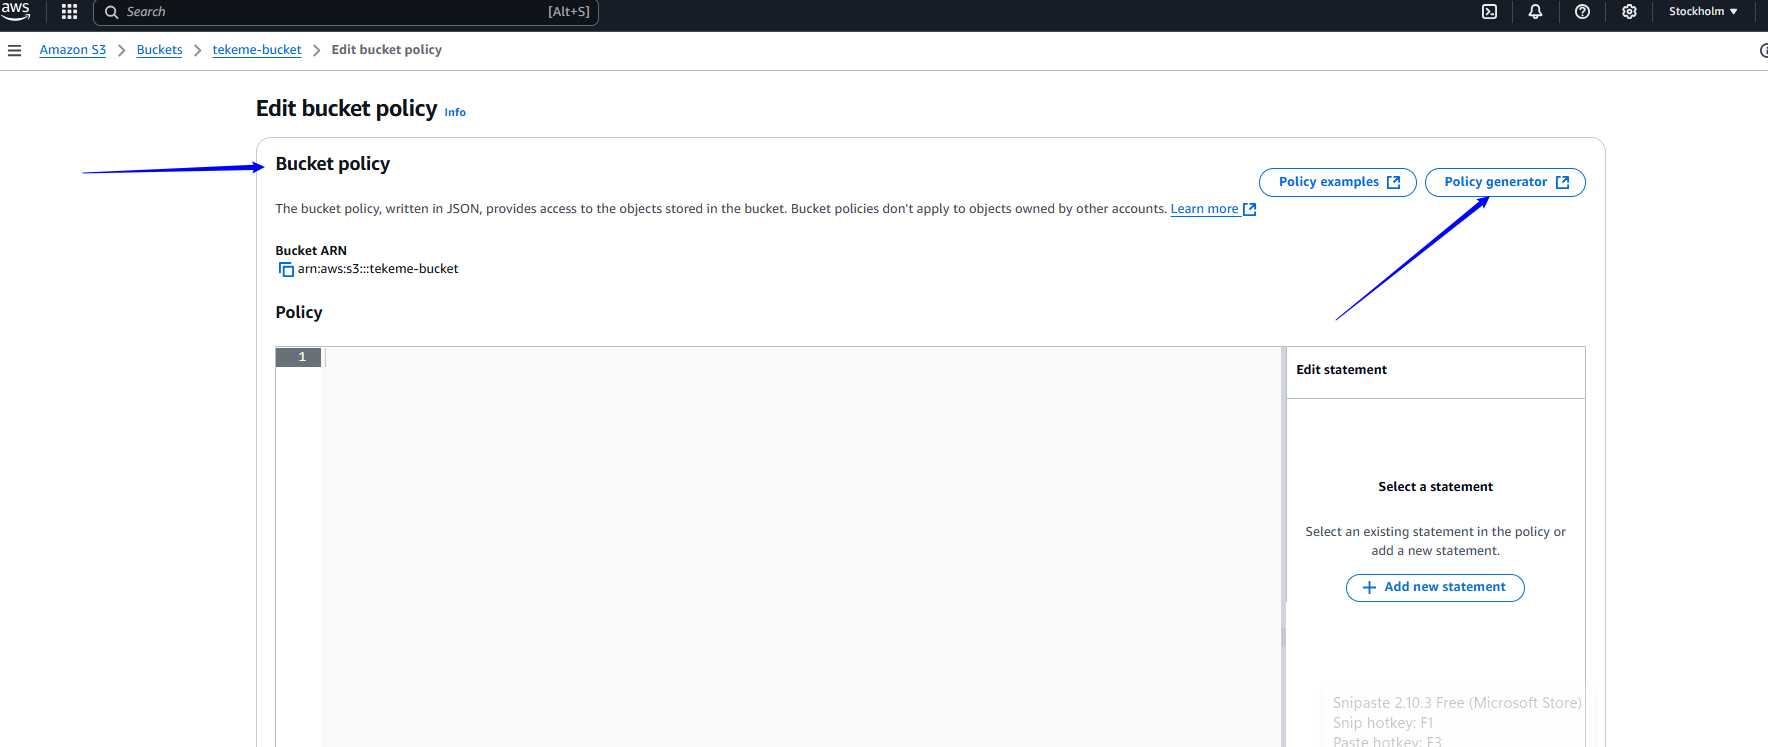 aws
Search
[Alt+S]
Stockholm
Amazon S3 > Buckets > tekeme-bucket > Edit bucket policy
Edit bucket policy Info
Bucket policy
Policy examples
Policy generator
The bucket policy, written in JSON, provides access to the objects stored in the bucket. Bucket policies don't apply to objects owned by other accounts. Learn more
Bucket ARN
arn:aws:s3:::tekeme-bucket
Policy
1
Edit statement
Select a statement
Select an existing statement in the policy or
add a new statement.
Add new statement
Snipaste 2.10.3 Free (Microsoft Store)
Snip hotkey: F1
Paste hotkey: F3